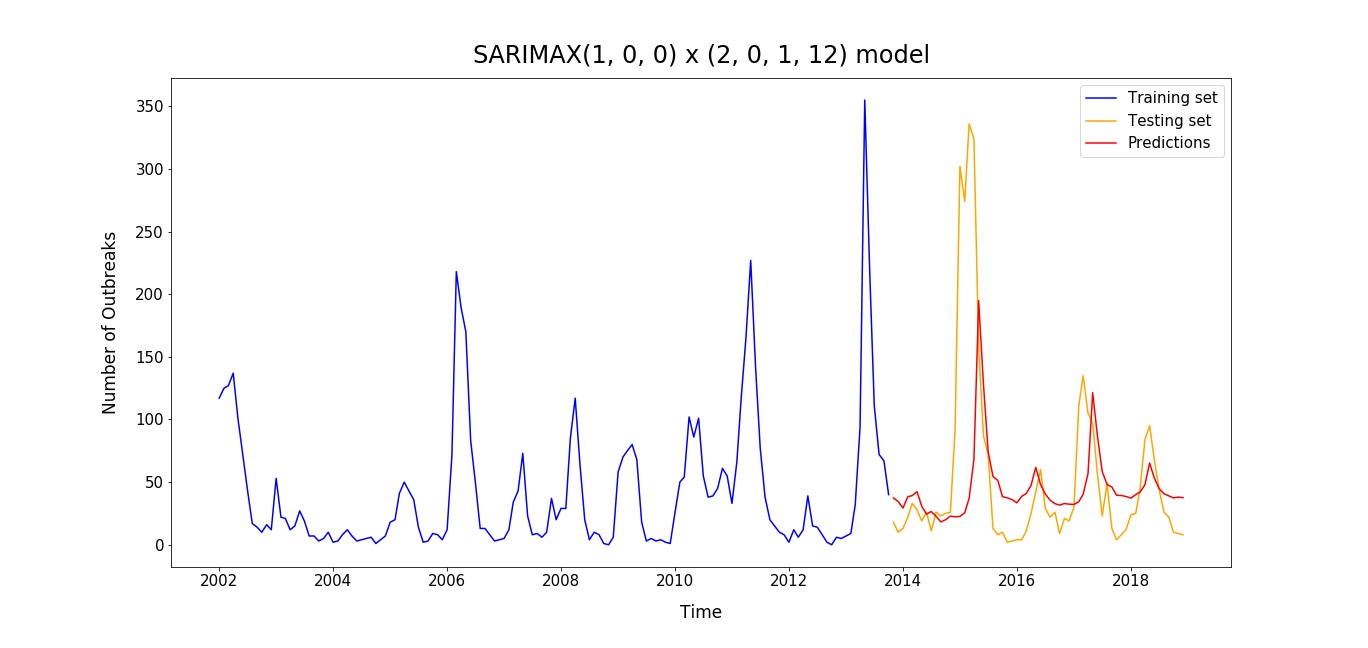 SARIMAX(1, 0, 0) x (2, 0, 1, 12) model
Training set
Testing set
Predictions
350
300
250
200
150
100
50
0
Number of Outbreaks
2002 2004 2006 2008 2010 2012 2014 2016 2018
Time